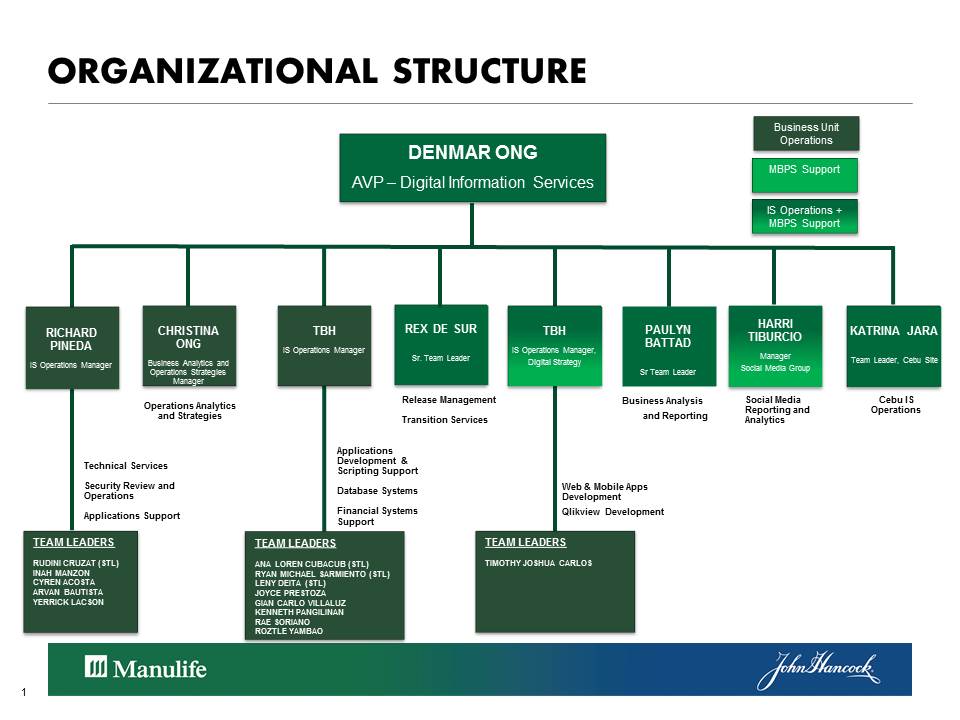 ORGANIZATIONAL STRUCTURE
DENMAR ONG
AVP – Digital Information Services
Business Unit
Operations
MBPS Support
IS Operations +
MBPS Support
RICHARD
PINEDA
IS Operations Manager
CHRISTINA
ONG
Business Analytics and
Operations Strategies
Manager
TBH
IS Operations Manager
REX DE SUR
Sr. Team Leader
TBH
IS Operations Manager,
Digital Strategy
PAULYN
BATTAD
Sr Team Leader
HARRI
TIBURCIO
Manager
Social Media Group
KATRINA JARA
Team Leader, Cebu Site
Operations Analytics
and Strategies
Release Management
Transition Services
Business Analysis
and Reporting
Social Media
Reporting and
Analytics
Cebu IS
Operations
Technical Services
Security Review and
Operations
Applications Support
Applications
Development &
Scripting Support
Database Systems
Financial Systems
Support
Web & Mobile Apps
Development
Qlikview Development
TEAM LEADERS
RUDINI CRUZAT (STL)
INAH MANZON
CYREN ACOSTA
ARVAN BAUTISTA
YERRICK LACSON
TEAM LEADERS
ANA LOREN CUBACUB (STL)
RYAN MICHAEL SARMIENTO (STL)
LENY DEITA (STL)
JOYCE PRESTOZA
GIAN CARLO VILLALUZ
KENNETH PANGILINAN
RAE SORIANO
ROZTLE YAMBAO
TEAM LEADERS
TIMOTHY JOSHUA CARLOS
Manulife
John Hancock.
1